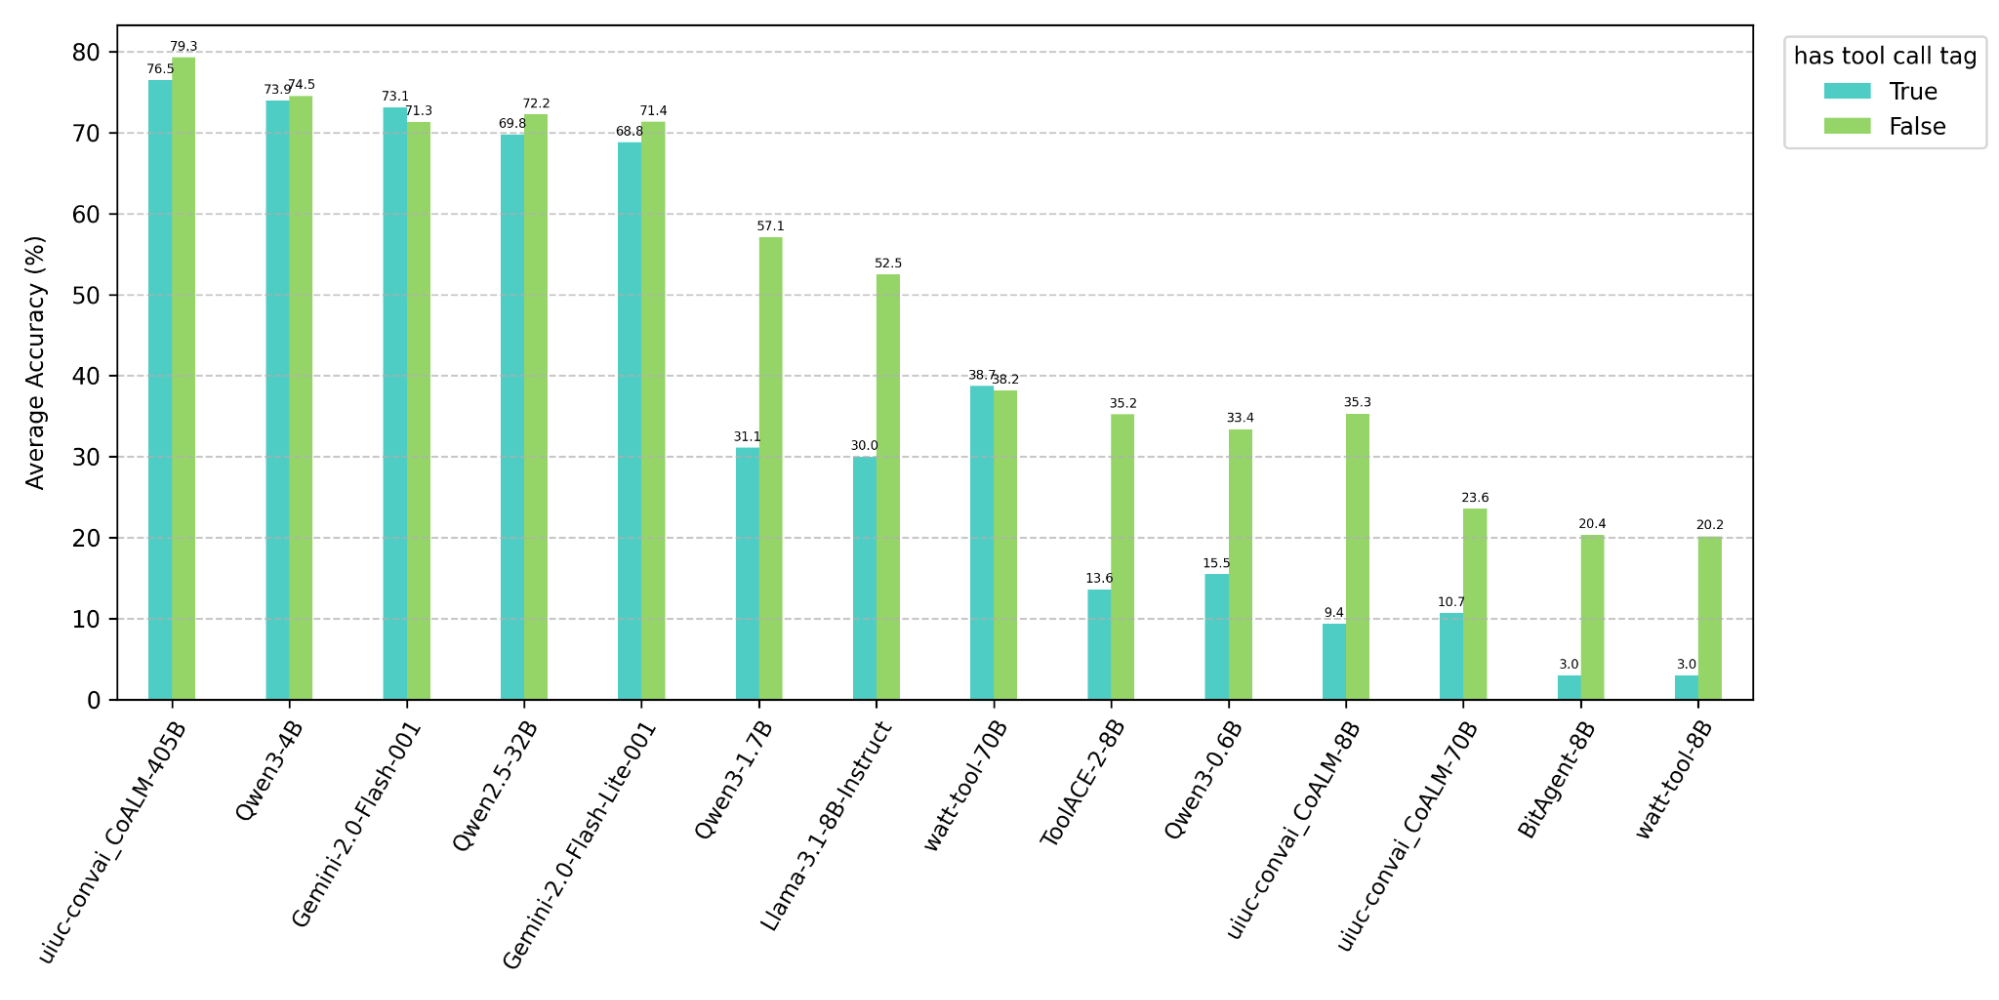 80
70
60
50
40
30
20
10
0
Average Accuracy (%)
76.5
79.3
73.9
74.5
73.1
71.3
69.8
72.2
68.8
71.4
31.1
57.1
30.0
52.5
38.7
38.2
13.6
35.2
15.5
33.4
9.4
35.3
10.7
23.6
3.0
20.4
3.0
20.2
uiuc-convai_CoALM-405B
Qwen3-4B
Gemini-2.0-Flash-001
Qwen2.5-32B
Gemini-2.0-Flash-Lite-001
Qwen3-1.7B
Llama-3.1-8B-Instruct
watt-tool-70B
ToolACE-2-8B
Qwen3-0.6B
uiuc-convai_CoALM-8B
uiuc-convai_CoALM-70B
BitAgent-8B
watt-tool-8B
has tool call tag
True
False